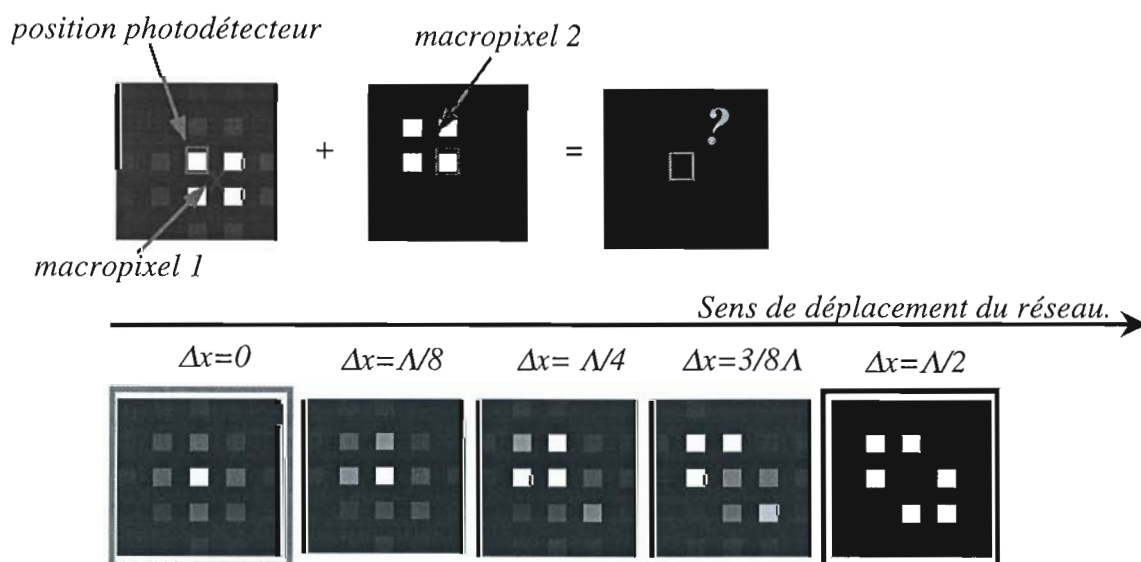 position photodétecteur
macropixel 2
+
=
?
macropixel 1
Sens de déplacement du réseau.
Δx=0 Δx=Λ/8 Δx= Λ/4 Δx=3/8Λ Δx=Λ/2